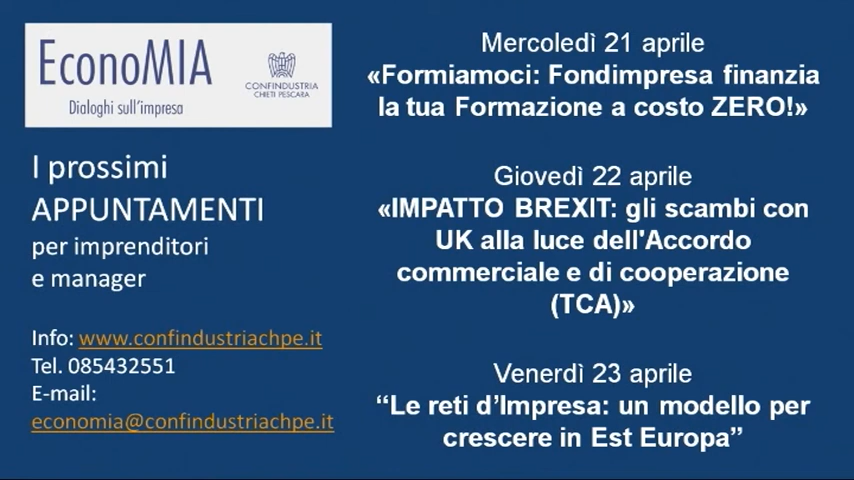 EconoMIA
Dialoghi sull'impresa
CONFINDUSTRIA
CHIETI PESCARA
I prossimi
APPUNTAMENTI
per imprenditori
e manager
Info: www.confindustriachpe.it
Tel. 085432551
E-mail:
economia@confindustriachpe.it
Mercoledì 21 aprile
«Formiamoci: Fondimpresa finanzia
la tua Formazione a costo ZERO!»
Giovedì 22 aprile
«IMPATTO BREXIT: gli scambi con
UK alla luce dell'Accordo
commerciale e di cooperazione
(TCA)»
Venerdì 23 aprile
“Le reti d’Impresa: un modello per
crescere in Est Europa”